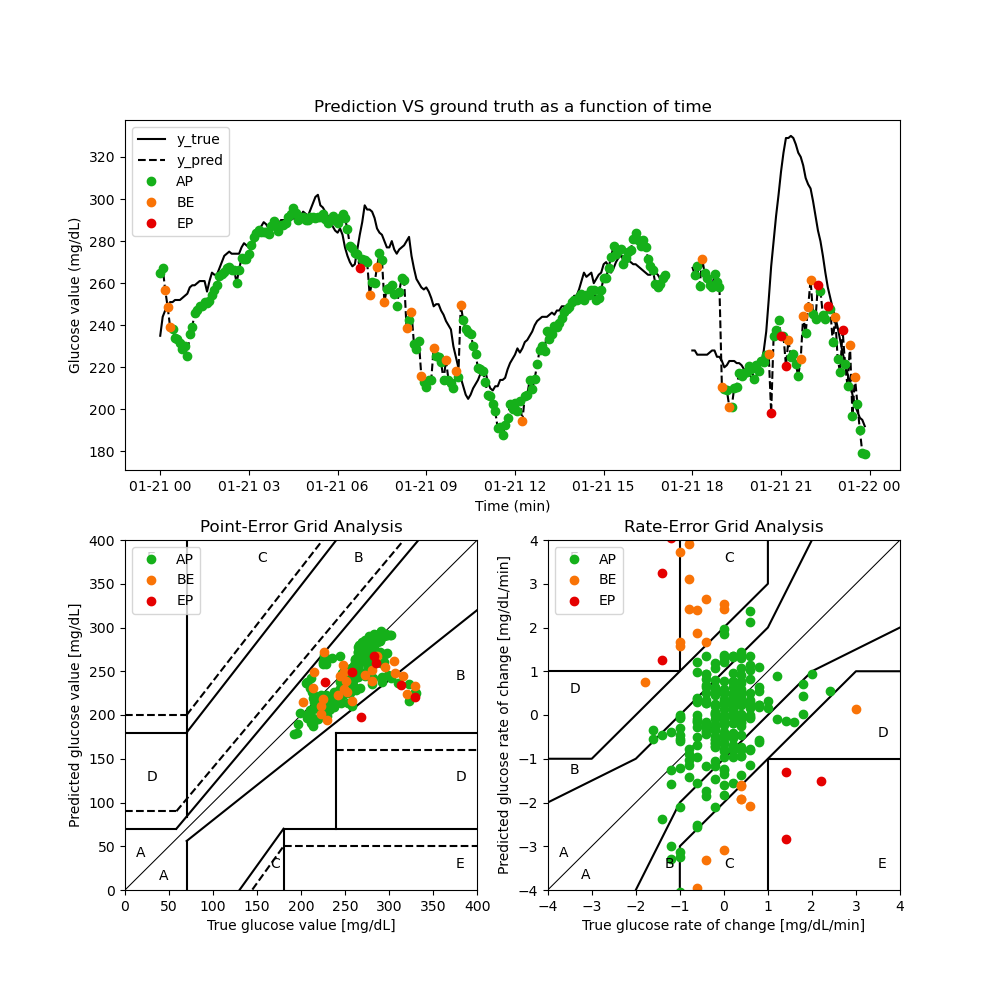 Prediction VS ground truth as a function of time
Glucose value (mg/dL)
320
300
280
260
240
220
200
180
y_true
y_pred
AP
BE
EP
01-21 00 01-21 03 01-21 06 01-21 09 01-21 12 01-21 15 01-21 18 01-21 21 01-22 00
Time (min)
Point-Error Grid Analysis
Predicted glucose value [mg/dL]
400
350
300
250
200
150
100
50
0
AP
BE
EP
C
B
B
D
D
A
A
C
E
0 50 100 150 200 250 300 350 400
True glucose value [mg/dL]
Rate-Error Grid Analysis
Predicted glucose rate of change [mg/dL/min]
4
3
2
1
0
−1
−2
−3
−4
AP
BE
EP
C
D
D
B
A
A
B
C
E
−4 −3 −2 −1 0 1 2 3 4
True glucose rate of change [mg/dL/min]